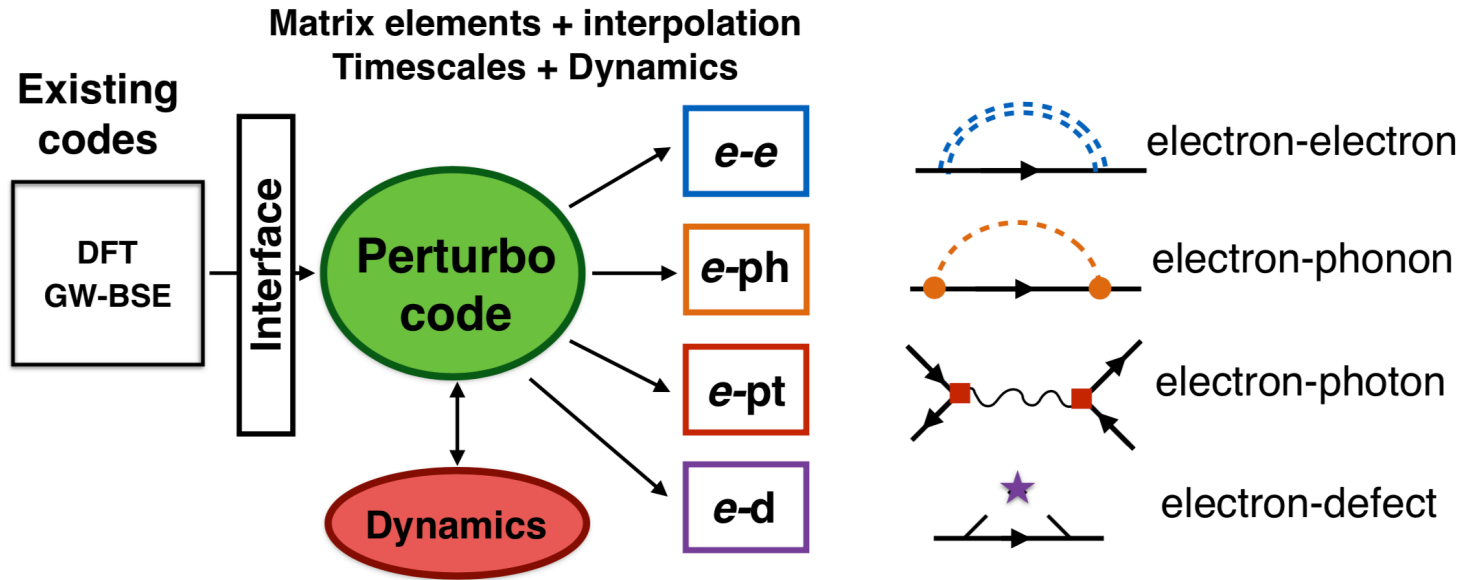 Matrix elements + interpolation
Timescales + Dynamics
Existing
codes
DFT
GW-BSE
Interface
Perturbo
code
Dynamics
e-e
e-ph
e-pt
e-d
electron-electron
electron-phonon
electron-photon
electron-defect